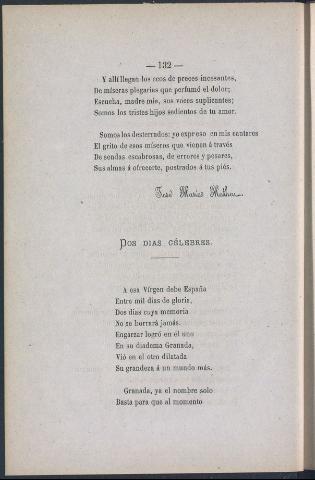 — 132 —
Y allí llegan los ecos de preces incesantes,
De míseras plegarias que perfumó el dolor;
Escucha, madre mia, sus voces suplicantes;
Somos los tristes hijos sedientos de tu amor.
Somos los desterrados: yo expreso en mis cantares
El grito de esos míseros que vienen á través
De sendas escabrosas, de errores y pesares,
Sus almas á ofrecerte, postrados á tus piés.
José Marías
DOS DIAS CÉLEBRES.
A esa Vírgen debe España
Entre mil dias de gloria,
Dos dias cuya memoria
No se borrará jamás.
Engarzar logró en el uno
En su diadema Granada,
Vió en el otro dilatada
Su grandeza á un mundo más.
Granada, ya el nombre solo
Basta para que al momento